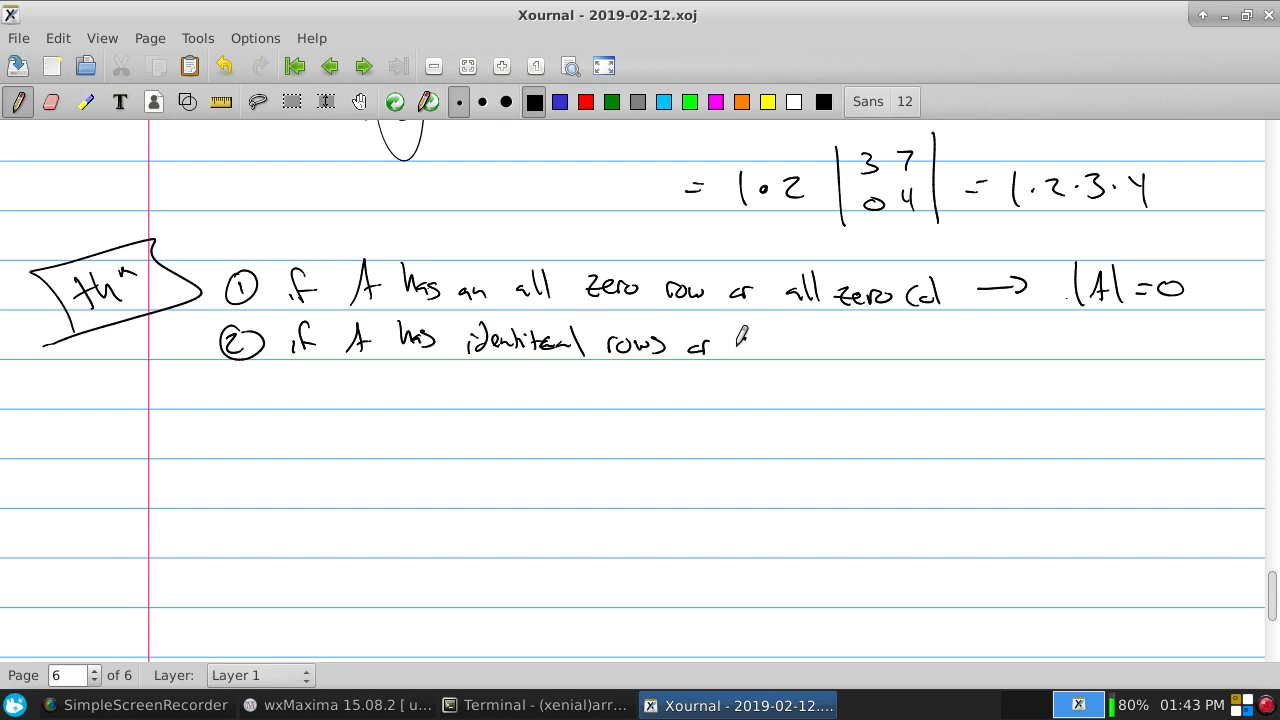 Xournal - 2019-02-12.xoj
File Edit View Page Tools Options Help
Sans 12
= 1 • 2 | 3 7 | = 1 · 2 · 3 · 4
| 0 4 |
thm ① if A has an all zero row or all zero col → |A| = 0
② if A has identical rows or
Page 6 of 6 Layer: Layer 1
SimpleScreenRecorder wxMaxima 15.08.2 [ u... Terminal - (xenial)arr... Xournal - 2019-02-12.... 80% 01:43 PM